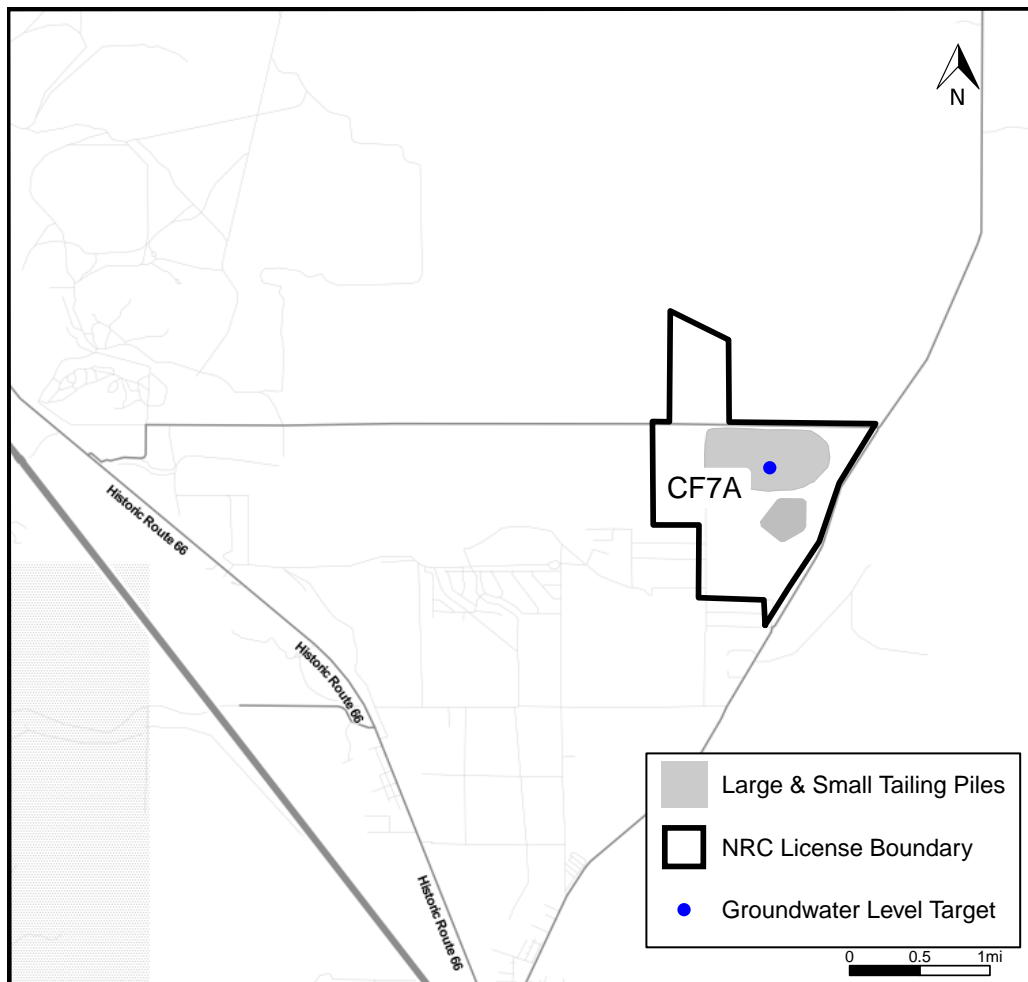 N
CF7A
Historic Route 66
Historic Route 66
Historic Route 66
Large & Small Tailing Piles
NRC License Boundary
Groundwater Level Target
0 0.5 1mi